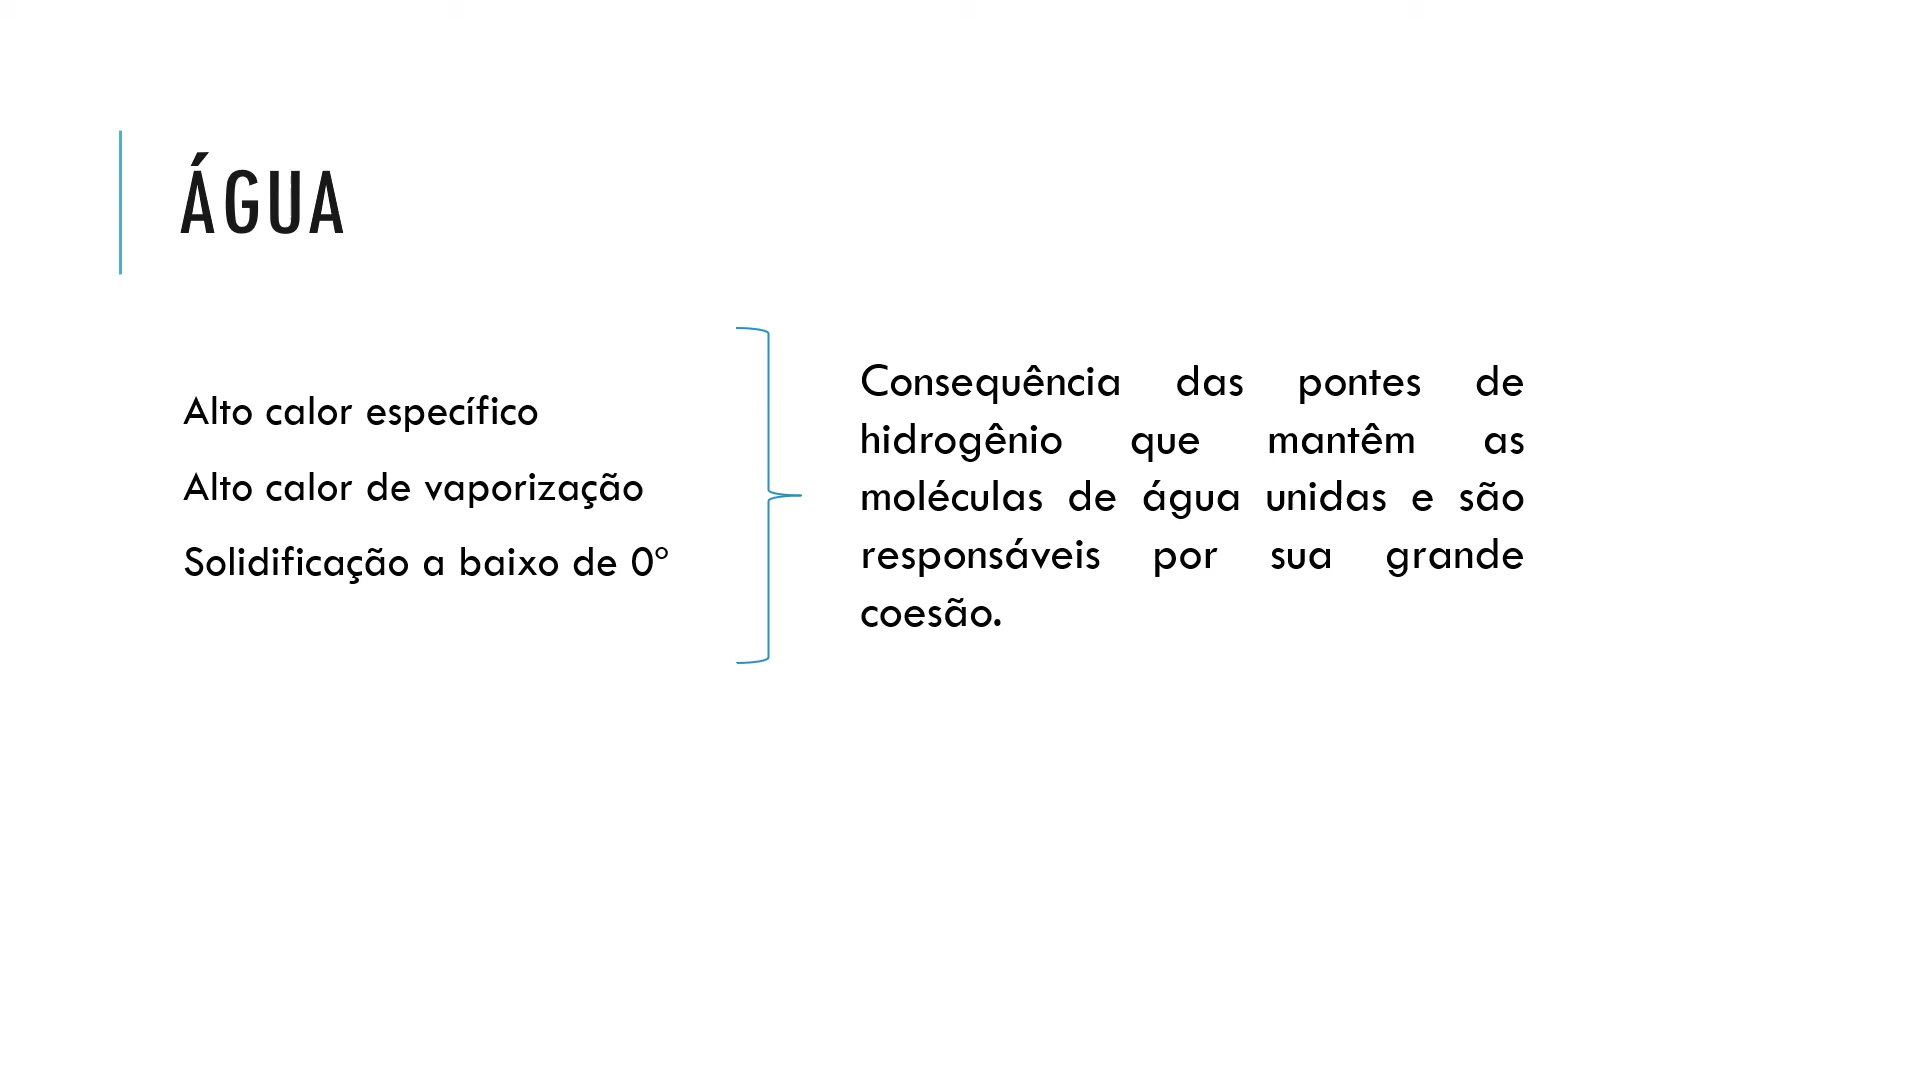 ÁGUA
Alto calor específico
Alto calor de vaporização
Solidificação a baixo de 0º
Consequência das pontes de
hidrogênio que mantêm as
moléculas de água unidas e são
responsáveis por sua grande
coesão.